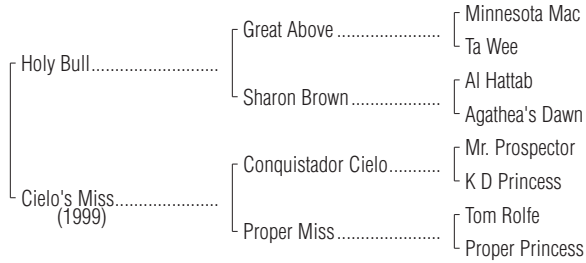 Minnesota Mac
Great Above
Ta Wee
Holy Bull
Al Hattab
Sharon Brown
Agathea's Dawn
Mr. Prospector
Conquistador Cielo
K D Princess
Cielo's Miss
(1999)
Tom Rolfe
Proper Miss
Proper Princess